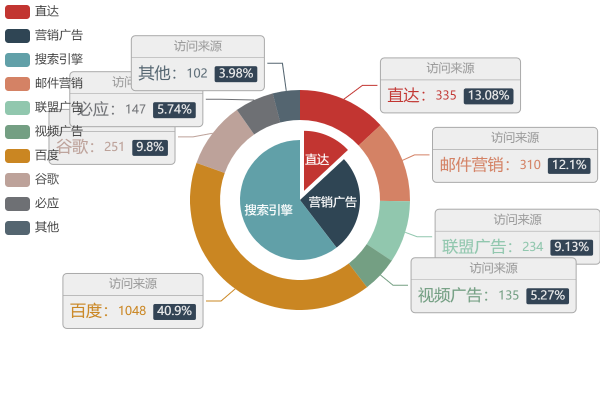 直达
营销广告
搜索引擎
邮件营销
联盟广告
视频广告
百度
谷歌
必应
其他
访问来源
其他： 102 3.98%
访
必应： 147 5.74%
谷歌： 251 9.8%
访问来源
直达： 335 13.08%
访问来源
邮件营销： 310 12.1%
访问来源
联盟广告： 234 9.13%
访问来源
视频广告： 135 5.27%
访问来源
百度： 1048 40.9%
直达
营销广告
搜索引擎